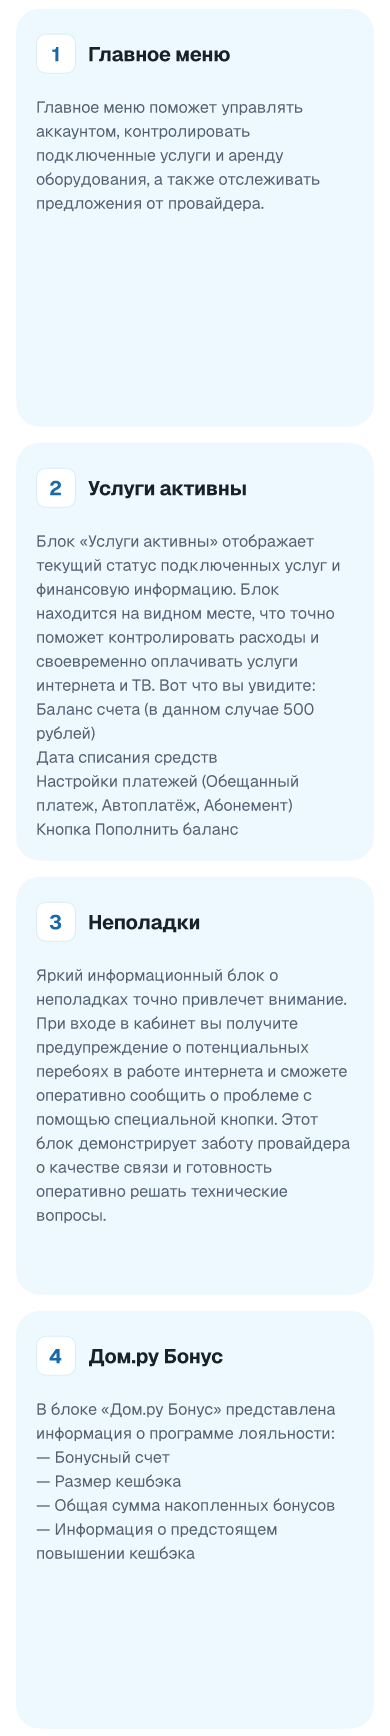 1 Главное меню
Главное меню поможет управлять
аккаунтом, контролировать
подключенные услуги и аренду
оборудования, а также отслеживать
предложения от провайдера.
2 Услуги активны
Блок «Услуги активны» отображает
текущий статус подключенных услуг и
финансовую информацию. Блок
находится на видном месте, что точно
поможет контролировать расходы и
своевременно оплачивать услуги
интернета и ТВ. Вот что вы увидите:
Баланс счета (в данном случае 500
рублей)
Дата списания средств
Настройки платежей (Обещанный
платеж, Автоплатёж, Абонемент)
Кнопка Пополнить баланс
3 Неполадки
Яркий информационный блок о
неполадках точно привлечет внимание.
При входе в кабинет вы получите
предупреждение о потенциальных
перебоях в работе интернета и сможете
оперативно сообщить о проблеме с
помощью специальной кнопки. Этот
блок демонстрирует заботу провайдера
о качестве связи и готовность
оперативно решать технические
вопросы.
4 Дом.ру Бонус
В блоке «Дом.ру Бонус» представлена
информация о программе лояльности:
— Бонусный счет
— Размер кешбэка
— Общая сумма накопленных бонусов
— Информация о предстоящем
повышении кешбэка